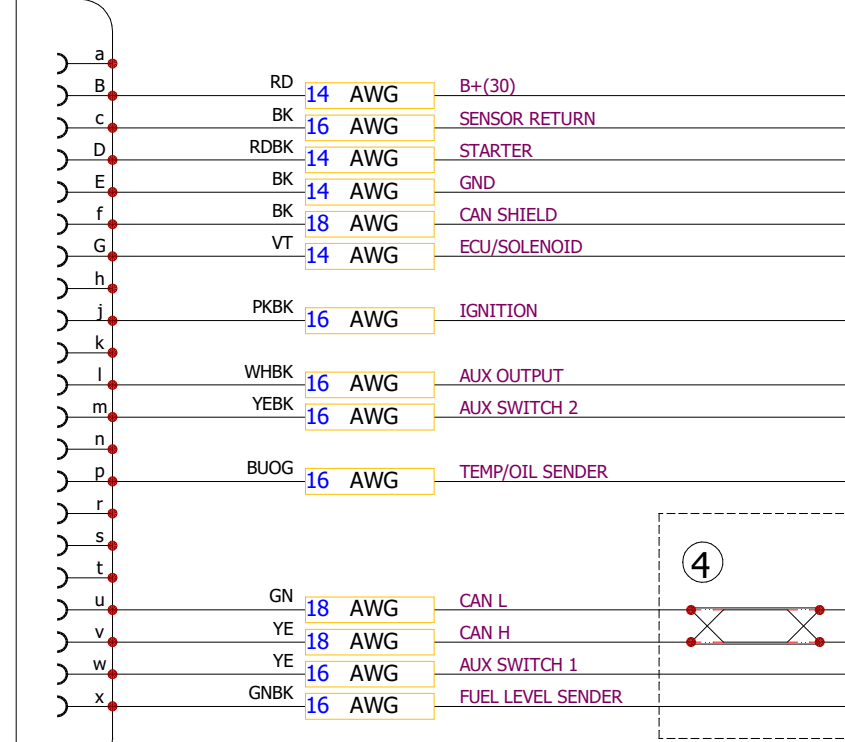 a
B RD 14 AWG B+(30)
c BK 16 AWG SENSOR RETURN
D RDBK 14 AWG STARTER
E BK 14 AWG GND
f BK 18 AWG CAN SHIELD
G VT 14 AWG ECU/SOLENOID
h
j PKBK 16 AWG IGNITION
k
l WHBK 16 AWG AUX OUTPUT
m YEBK 16 AWG AUX SWITCH 2
n
p BUOG 16 AWG TEMP/OIL SENDER
r
s
t
4
u GN 18 AWG CAN L
v YE 18 AWG CAN H
w YE 16 AWG AUX SWITCH 1
x GNBK 16 AWG FUEL LEVEL SENDER